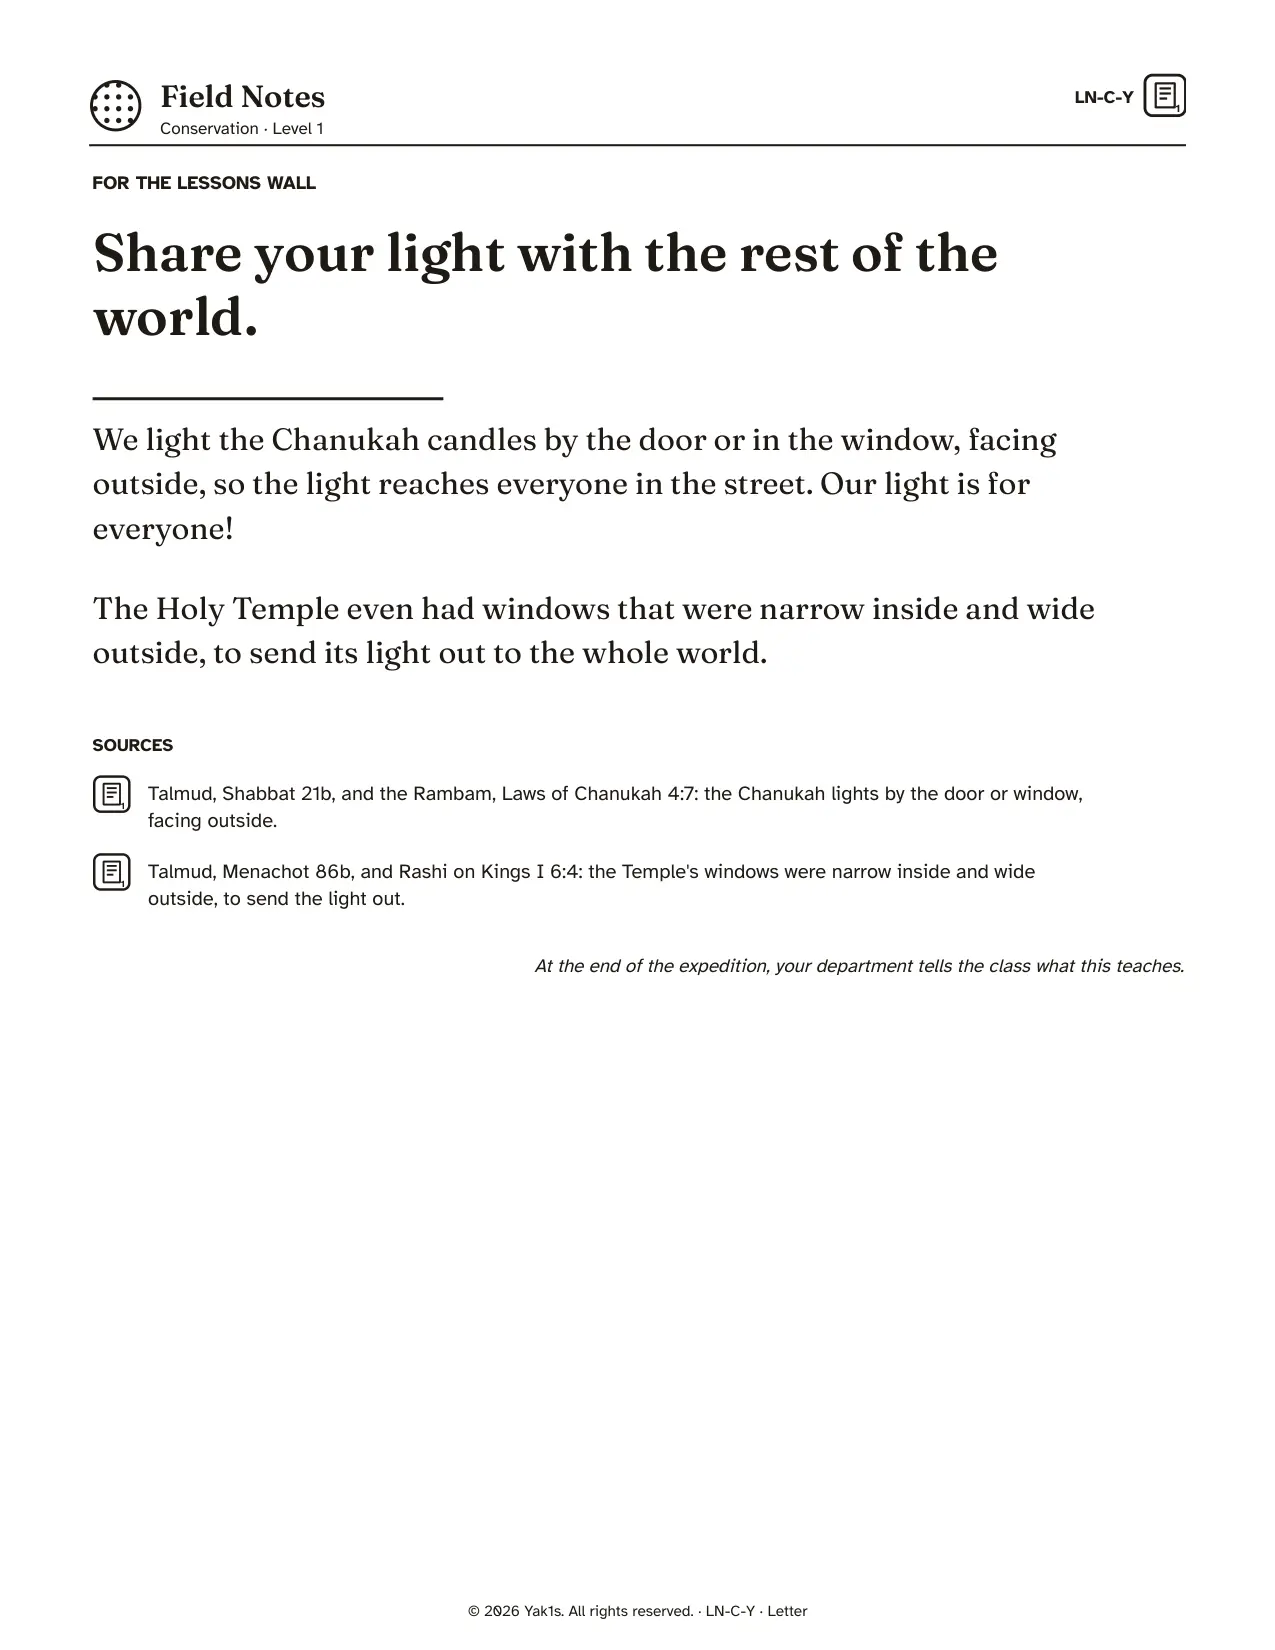 Field Notes
Conservation · Level 1
LN-C-Y
1
FOR THE LESSONS WALL
Share your light with the rest of the
world.
We light the Chanukah candles by the door or in the window, facing
outside, so the light reaches everyone in the street. Our light is for
everyone!
The Holy Temple even had windows that were narrow inside and wide
outside, to send its light out to the whole world.
SOURCES
1
Talmud, Shabbat 21b, and the Rambam, Laws of Chanukah 4:7: the Chanukah lights by the door or window,
facing outside.
1
Talmud, Menachot 86b, and Rashi on Kings I 6:4: the Temple's windows were narrow inside and wide
outside, to send the light out.
At the end of the expedition, your department tells the class what this teaches.
© 2026 Yak1s. All rights reserved. · LN-C-Y · Letter